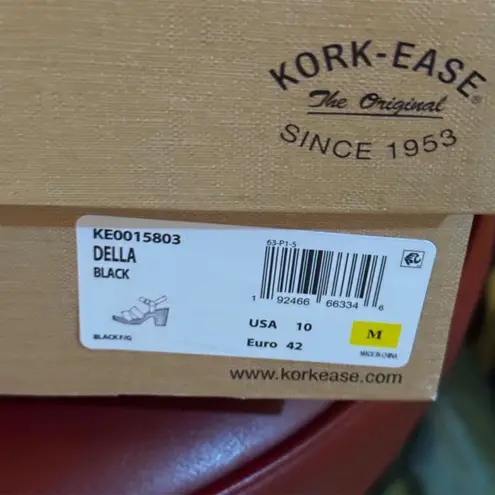 KORK-EASE®
The Original
SINCE 1953
KE0015803
DELLA
BLACK
BLACK F/G
63-P1-5
1 92466 66334 6
USA 10
Euro 42
M
MADE IN CHINA
www.korkease.com